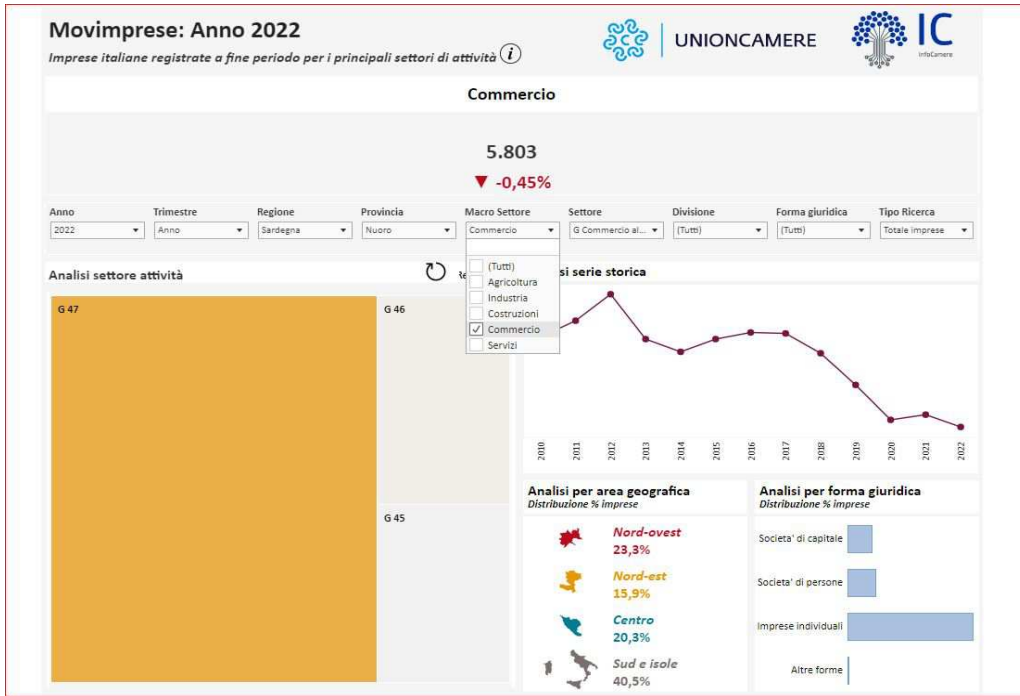 Movimprese: Anno 2022
Imprese italiane registrate a fine periodo per i principali settori di attività i
UNIONCAMERE
IC
InfoCamere
Commercio
5.803
▼ -0,45%
Anno Trimestre Regione Provincia Macro Settore Settore Divisione Forma giuridica Tipo Ricerca
2022 Anno Sardegna Nuoro Commercio G Commercio al... (Tutti) (Tutti) Totale imprese
(Tutti)
Agricoltura
Industria
Costruzioni
Commercio
Servizi
Analisi settore attività
si serie storica
G 47
G 46
G 45
2010 2011 2012 2013 2014 2015 2016 2017 2018 2019 2020 2021 2022
Analisi per area geografica
Distribuzione % imprese
Nord-ovest
23,3%
Nord-est
15,9%
Centro
20,3%
Sud e isole
40,5%
Analisi per forma giuridica
Distribuzione % imprese
Societa' di capitale
Societa' di persone
Imprese individuali
Altre forme